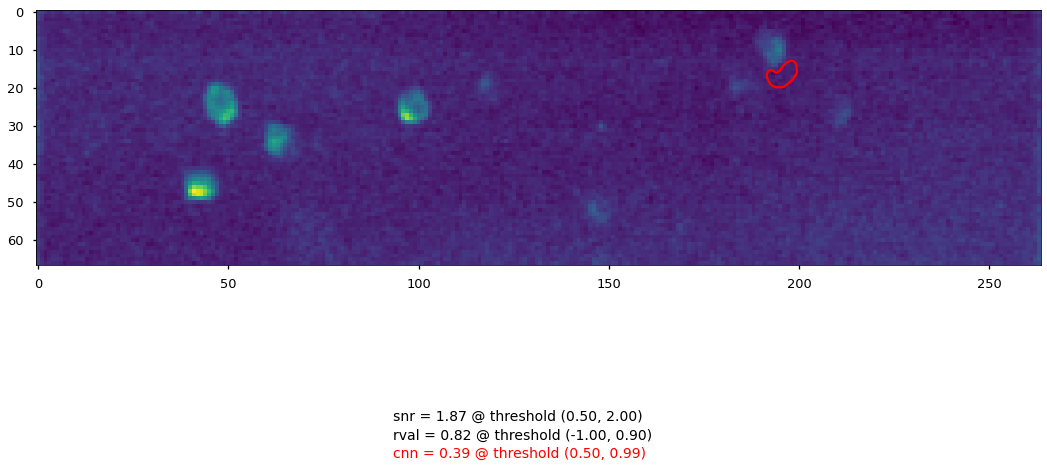 0
10
20
30
40
50
60
0 50 100 150 200 250
snr = 1.87 @ threshold (0.50, 2.00)
rval = 0.82 @ threshold (-1.00, 0.90)
cnn = 0.39 @ threshold (0.50, 0.99)